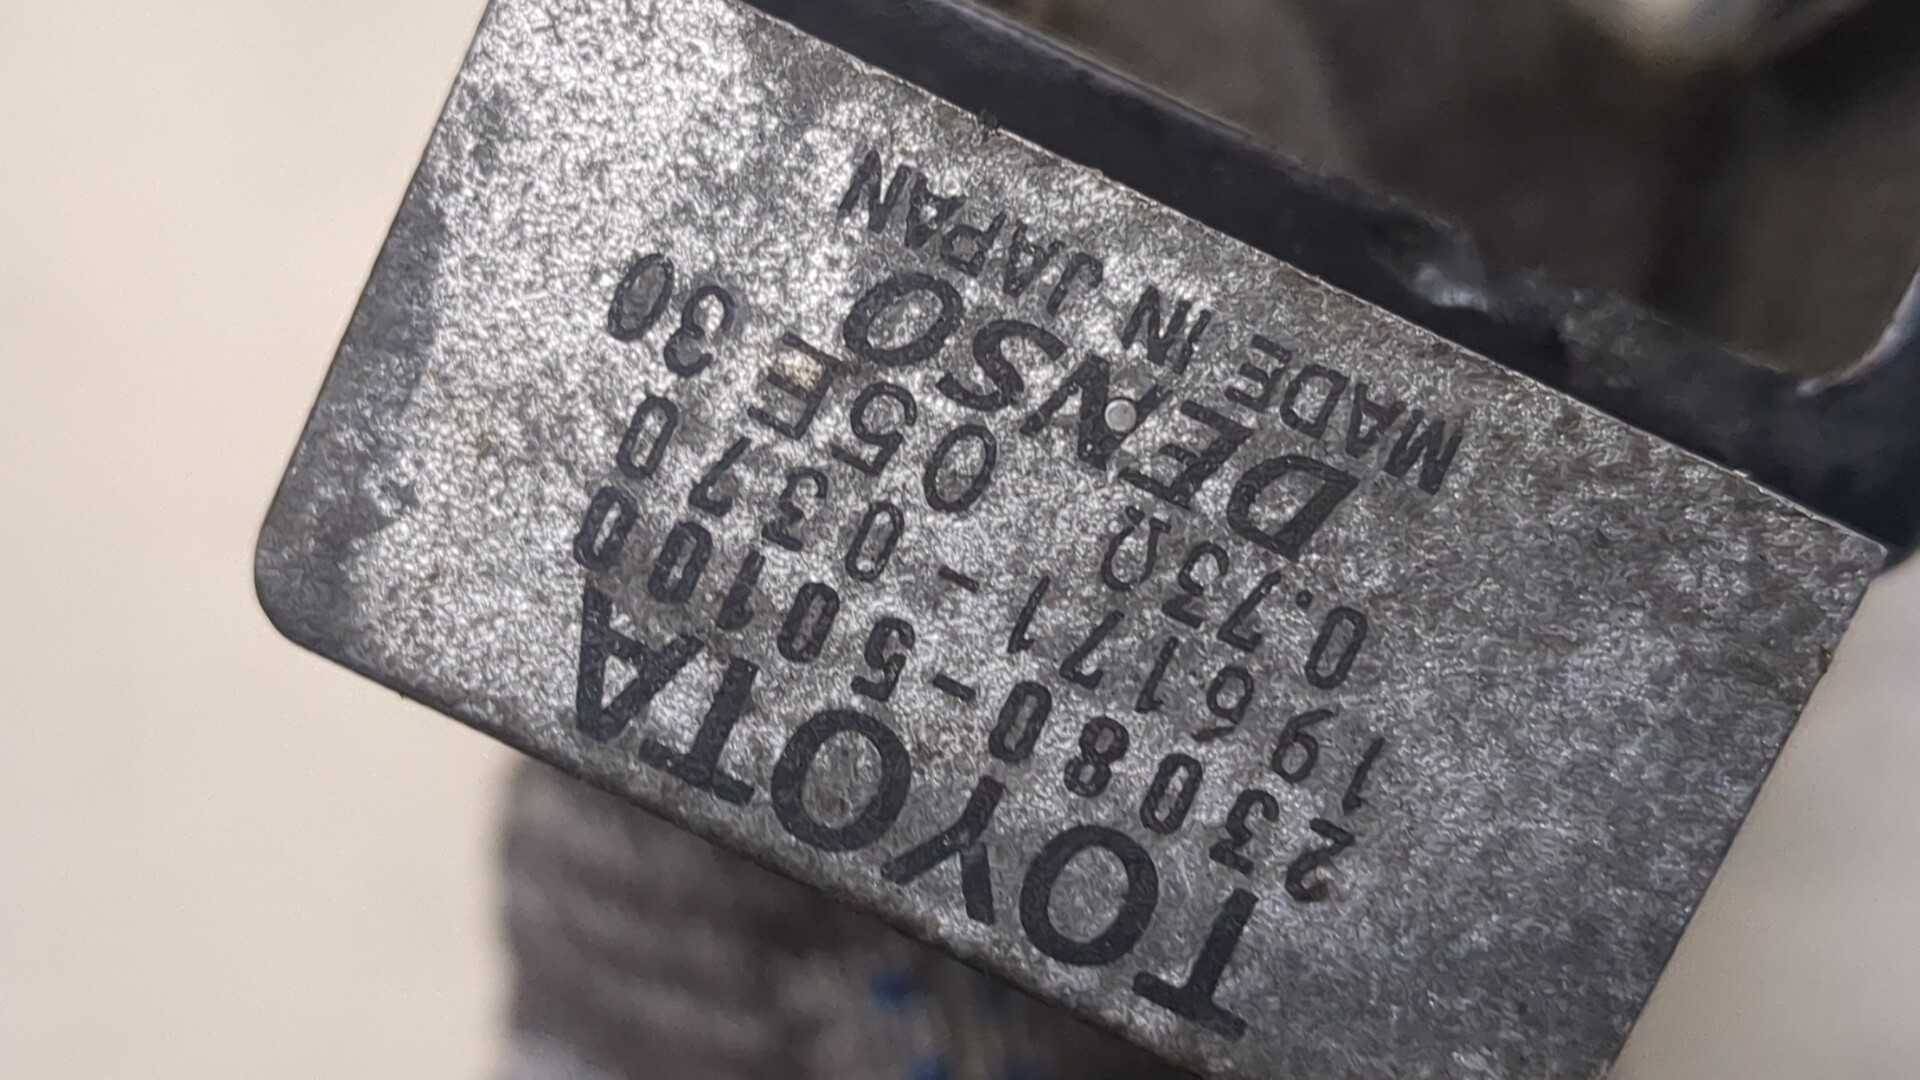 TOYOTA
23080-50100
196171-0370
0.73Ω 05E 30
DENSO
MADE IN JAPAN